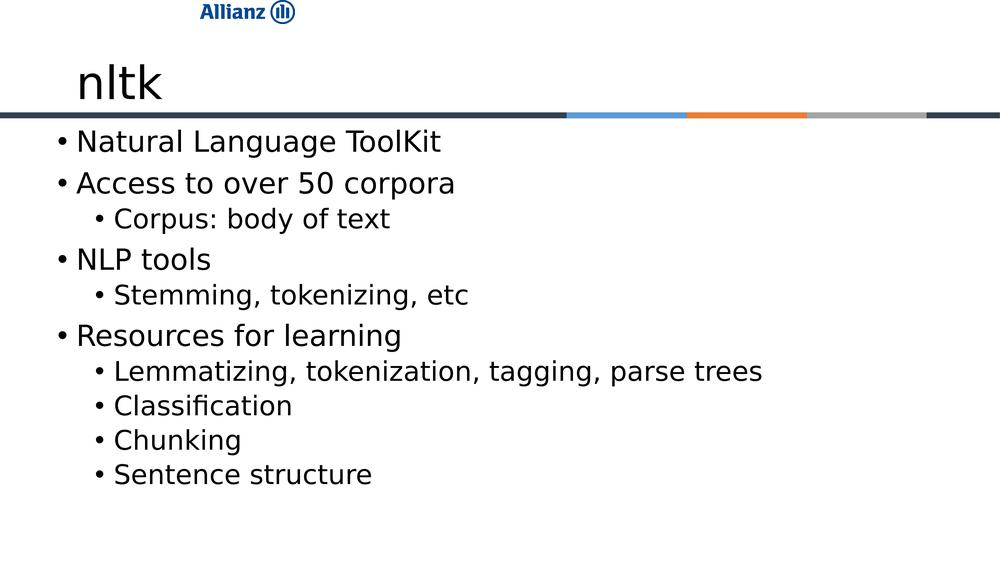 Allianz
nltk
• Natural Language ToolKit
• Access to over 50 corpora
• Corpus: body of text
• NLP tools
• Stemming, tokenizing, etc
• Resources for learning
• Lemmatizing, tokenization, tagging, parse trees
• Classification
• Chunking
• Sentence structure